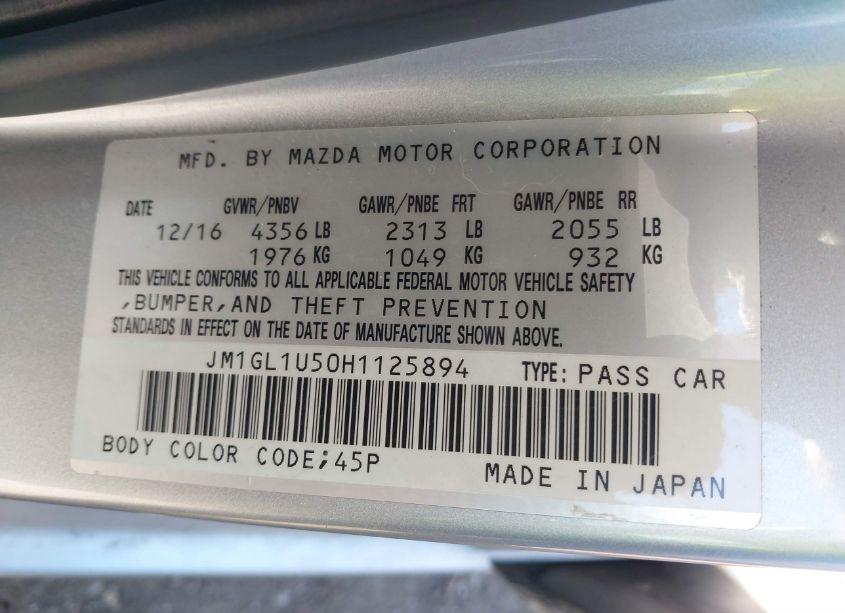 MFD. BY MAZDA MOTOR CORPORATION
DATE GVWR/PNBV GAWR/PNBE FRT GAWR/PNBE RR
12/16 4356 LB 2313 LB 2055 LB
1976 KG 1049 KG 932 KG
THIS VEHICLE CONFORMS TO ALL APPLICABLE FEDERAL MOTOR VEHICLE SAFETY
,BUMPER,AND THEFT PREVENTION
STANDARDS IN EFFECT ON THE DATE OF MANUFACTURE SHOWN ABOVE.
JM1GL1U50H1125894 TYPE: PASS CAR
BODY COLOR CODE;45P
MADE IN JAPAN